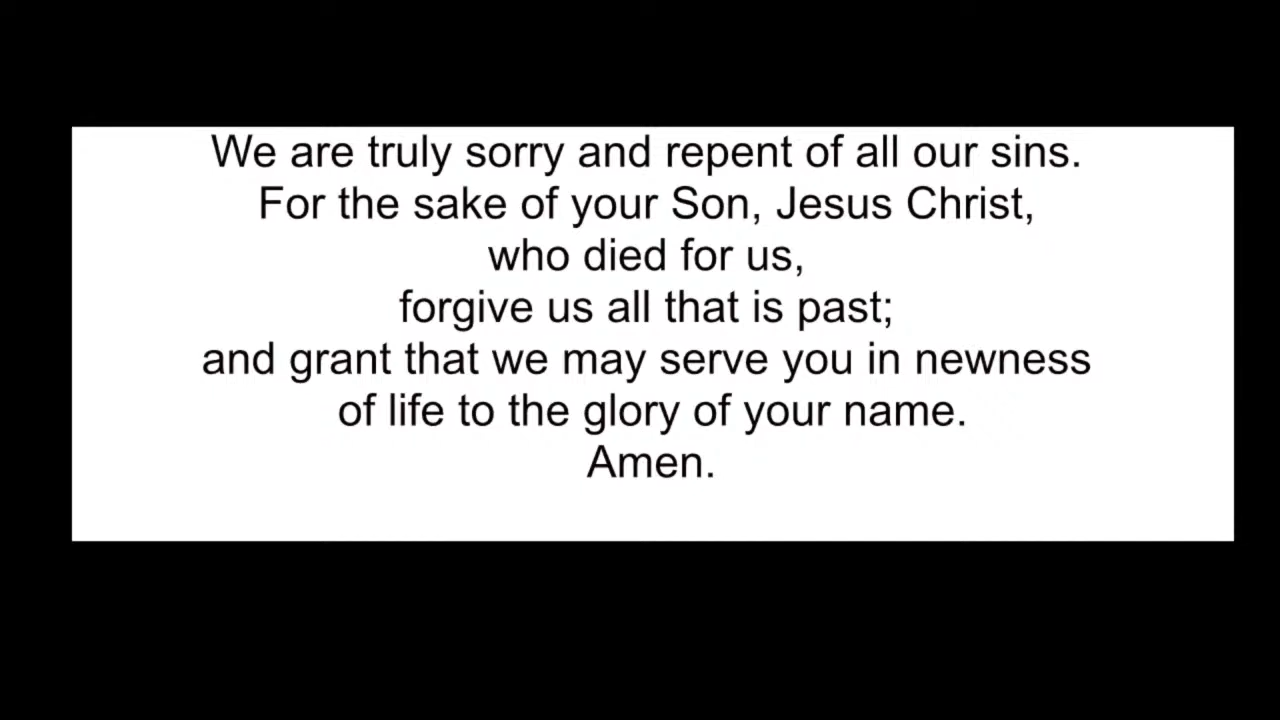 We are truly sorry and repent of all our sins.
For the sake of your Son, Jesus Christ,
who died for us,
forgive us all that is past;
and grant that we may serve you in newness
of life to the glory of your name.
Amen.